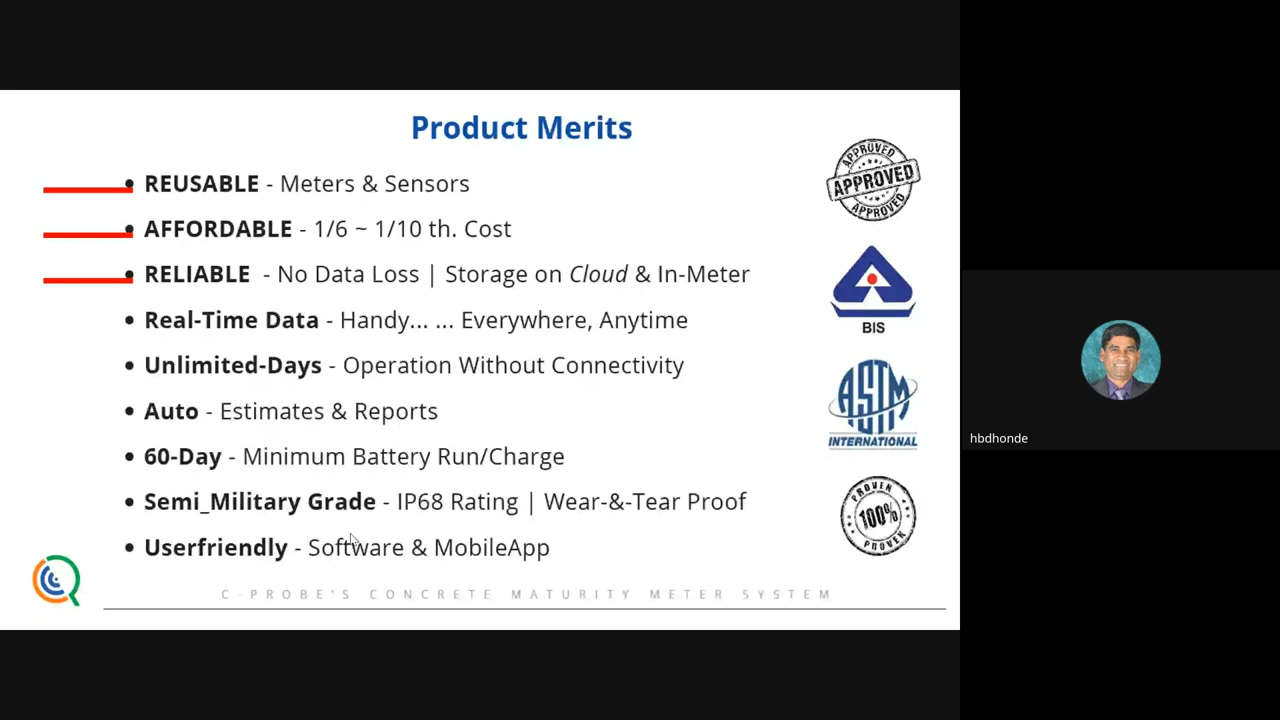 Product Merits
• REUSABLE - Meters & Sensors
• AFFORDABLE - 1/6 ~ 1/10 th. Cost
• RELIABLE - No Data Loss | Storage on Cloud & In-Meter
• Real-Time Data - Handy... ... Everywhere, Anytime
• Unlimited-Days - Operation Without Connectivity
• Auto - Estimates & Reports
• 60-Day - Minimum Battery Run/Charge
• Semi_Military Grade - IP68 Rating | Wear-&-Tear Proof
• Userfriendly - Software & MobileApp
APPROVED
APPROVED
APPROVED
BIS
ASTM
INTERNATIONAL
PROVEN
100%
PROVEN
C-PROBE'S CONCRETE MATURITY METER SYSTEM
hbdhonde